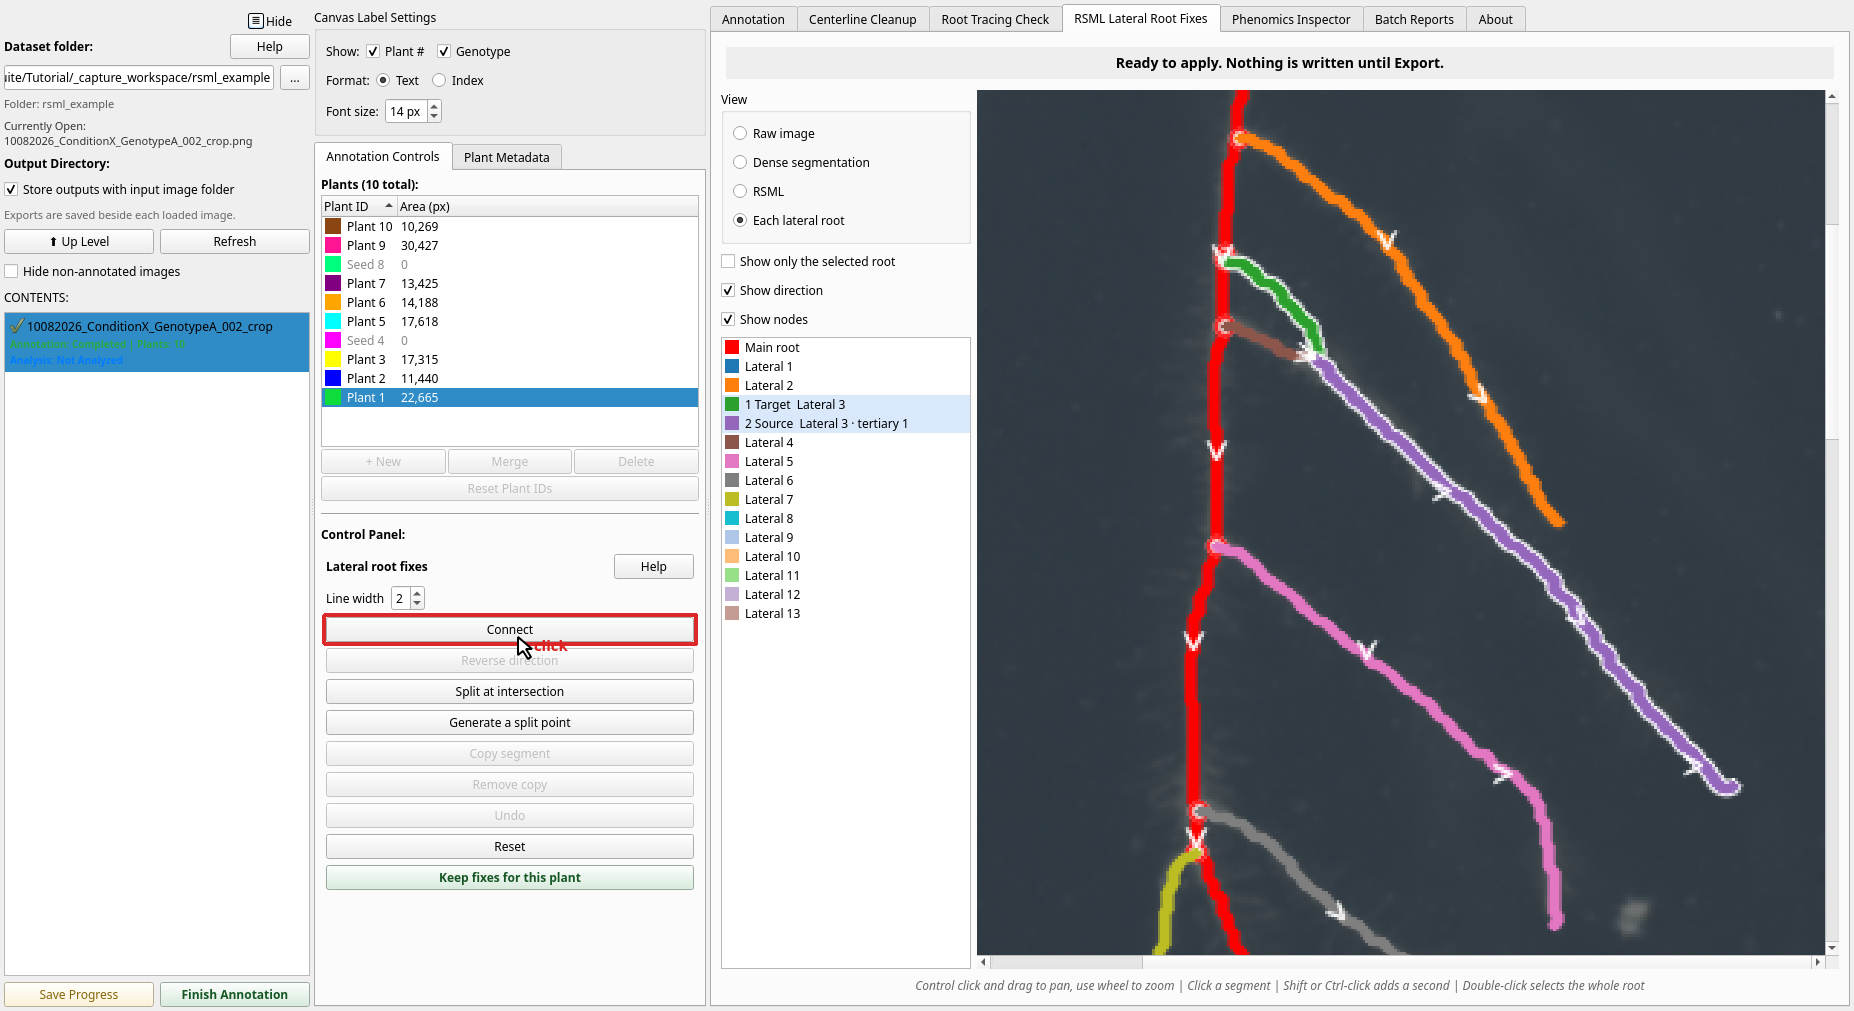 Hide
Dataset folder:
Help
uite/Tutorial/_capture_workspace/rsml_example
...
Folder: rsml_example
Currently Open:
10082026_ConditionX_GenotypeA_002_crop.png
Output Directory:
Store outputs with input image folder
Exports are saved beside each loaded image.
⬆ Up Level
Refresh
Hide non-annotated images
CONTENTS:
10082026_ConditionX_GenotypeA_002_crop
Annotation: Completed Plants: 10
Analysis: Not Analyzed
Save Progress
Finish Annotation
Canvas Label Settings
Show: Plant # Genotype
Format: Text Index
Font size: 14 px
Annotation Controls
Plant Metadata
Plants (10 total):
Plant ID Area (px)
Plant 10 10,269
Plant 9 30,427
Seed 8 0
Plant 7 13,425
Plant 6 14,188
Plant 5 17,618
Seed 4 0
Plant 3 17,315
Plant 2 11,440
Plant 1 22,665
+ New
Merge
Delete
Reset Plant IDs
Control Panel:
Lateral root fixes
Help
Line width 2
Connect
click
Reverse direction
Split at intersection
Generate a split point
Copy segment
Remove copy
Undo
Reset
Keep fixes for this plant
Annotation
Centerline Cleanup
Root Tracing Check
RSML Lateral Root Fixes
Phenomics Inspector
Batch Reports
About
Ready to apply. Nothing is written until Export.
View
Raw image
Dense segmentation
RSML
Each lateral root
Show only the selected root
Show direction
Show nodes
Main root
Lateral 1
Lateral 2
1 Target Lateral 3
2 Source Lateral 3 · tertiary 1
Lateral 4
Lateral 5
Lateral 6
Lateral 7
Lateral 8
Lateral 9
Lateral 10
Lateral 11
Lateral 12
Lateral 13
Control click and drag to pan, use wheel to zoom | Click a segment | Shift or Ctrl-click adds a second | Double-click selects the whole root